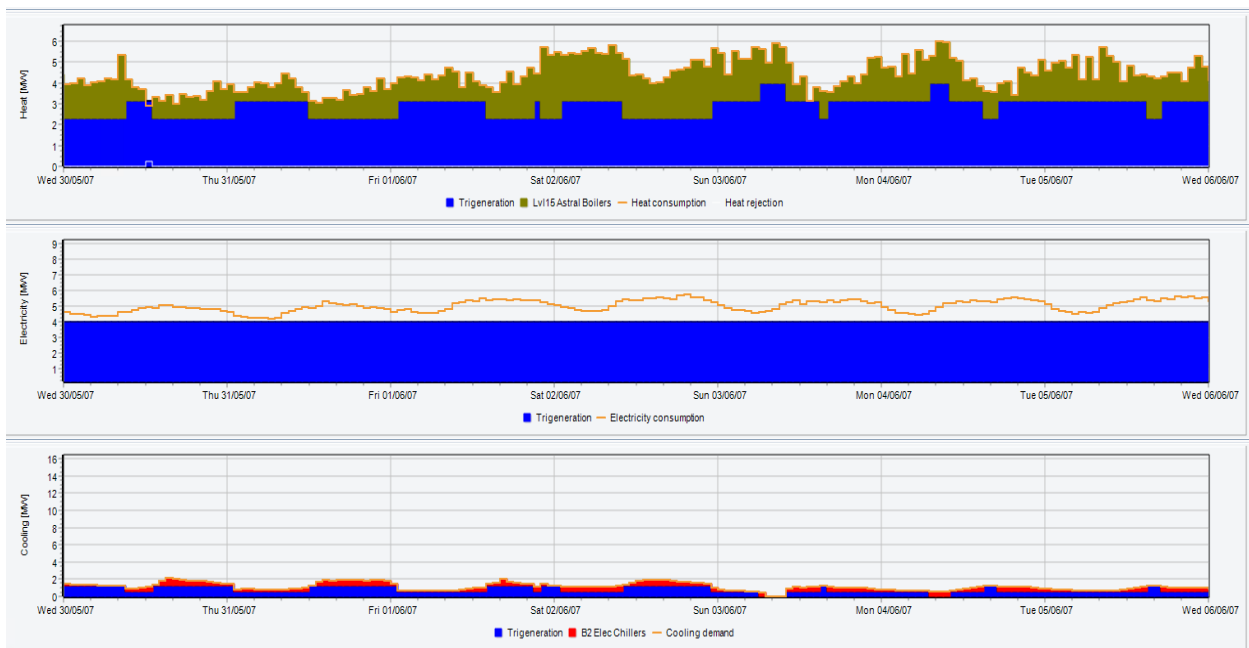 Heat [MW]
6
5
4
3
2
1
0
Wed 30/05/07 Thu 31/05/07 Fri 01/06/07 Sat 02/06/07 Sun 03/06/07 Mon 04/06/07 Tue 05/06/07 Wed 06/06/07
Trigeneration Lvl15 Astral Boilers Heat consumption Heat rejection
Electricity [MW]
9
8
7
6
5
4
3
2
1
Wed 30/05/07 Thu 31/05/07 Fri 01/06/07 Sat 02/06/07 Sun 03/06/07 Mon 04/06/07 Tue 05/06/07 Wed 06/06/07
Trigeneration Electricity consumption
Cooling [MW]
16
14
12
10
8
6
4
2
0
Wed 30/05/07 Thu 31/05/07 Fri 01/06/07 Sat 02/06/07 Sun 03/06/07 Mon 04/06/07 Tue 05/06/07 Wed 06/06/07
Trigeneration B2 Elec Chillers Cooling demand